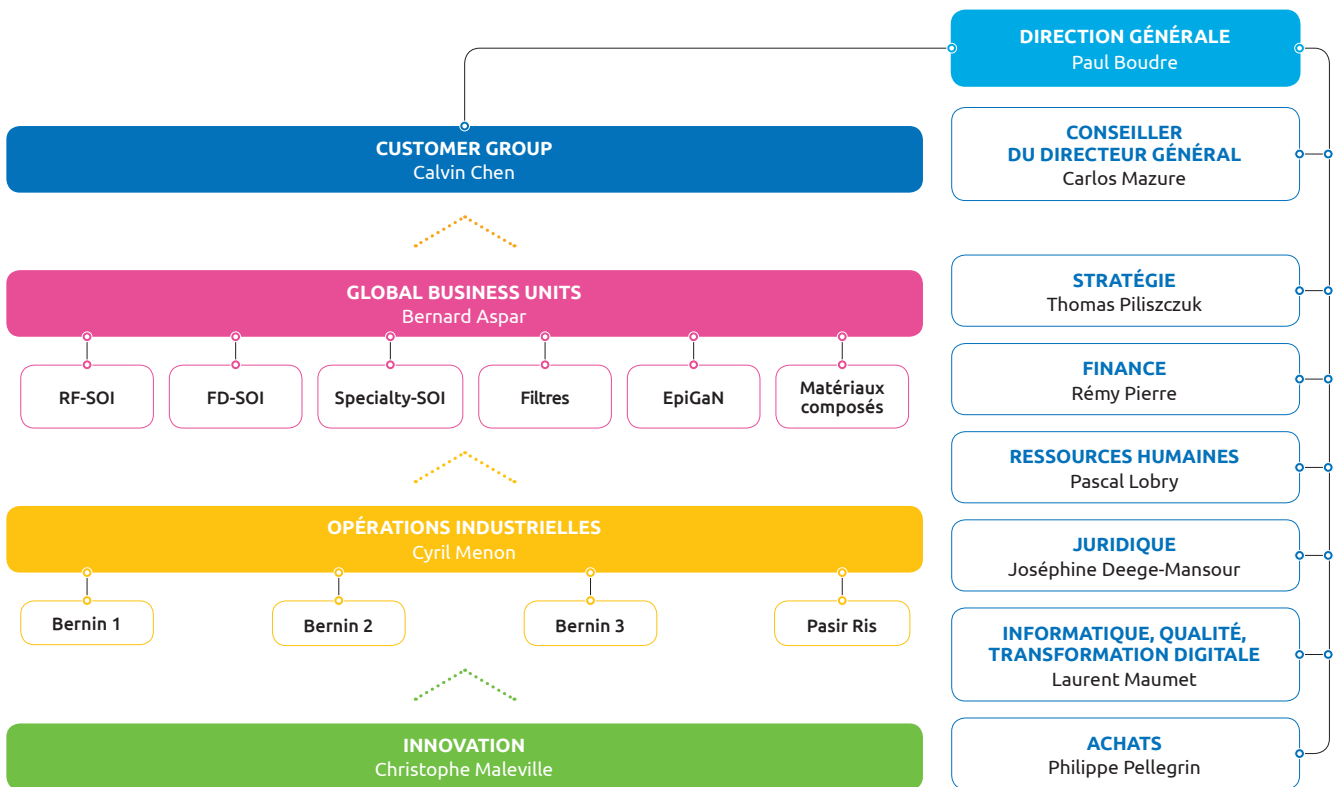 DIRECTION GÉNÉRALE
Paul Boudre
CUSTOMER GROUP
Calvin Chen
CONSEILLER
DU DIRECTEUR GÉNÉRAL
Carlos Mazure
GLOBAL BUSINESS UNITS
Bernard Aspar
RF-SOI
FD-SOI
Specialty-SOI
Filtres
EpiGaN
Matériaux
composés
STRATÉGIE
Thomas Piliszczuk
FINANCE
Rémy Pierre
RESSOURCES HUMAINES
Pascal Lobry
OPÉRATIONS INDUSTRIELLES
Cyril Menon
Bernin 1
Bernin 2
Bernin 3
Pasir Ris
JURIDIQUE
Joséphine Deege-Mansour
INFORMATIQUE, QUALITÉ,
TRANSFORMATION DIGITALE
Laurent Maumet
INNOVATION
Christophe Maleville
ACHATS
Philippe Pellegrin